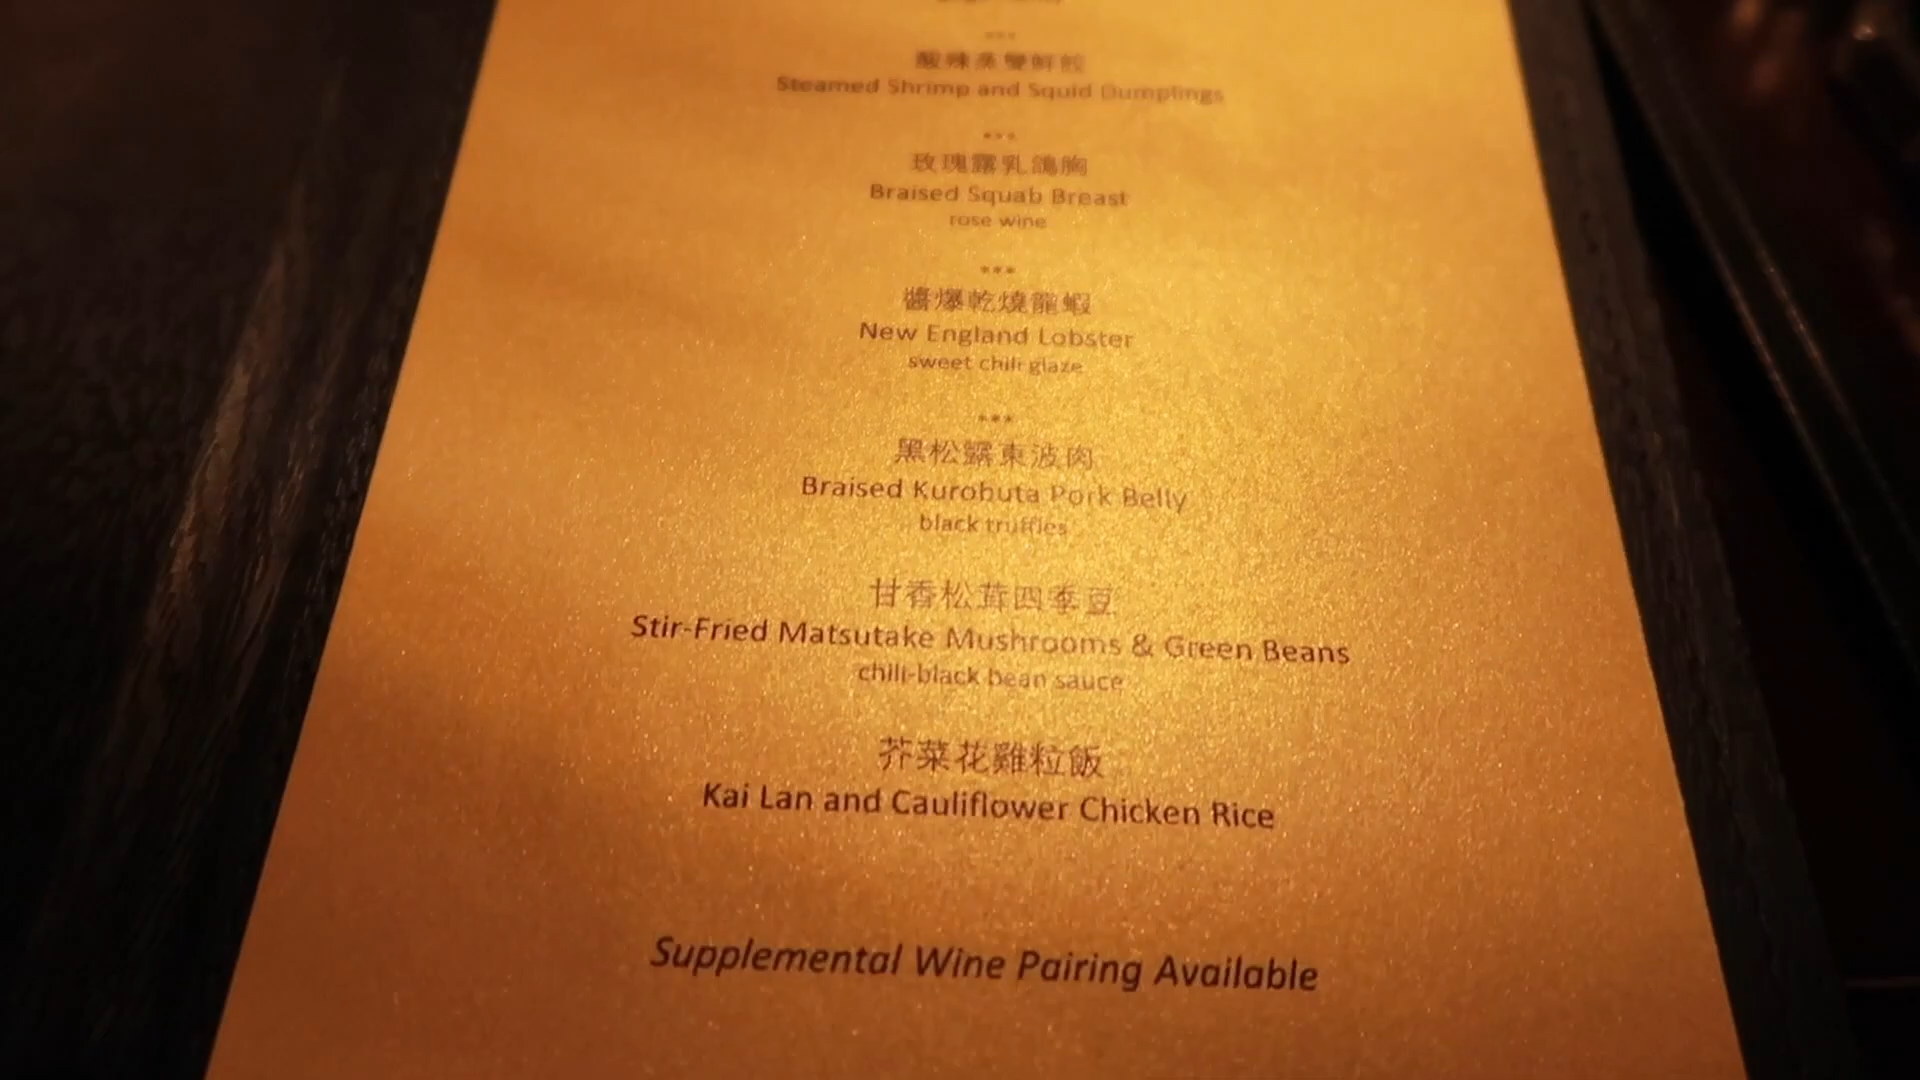 ***
酸辣蒸雙鮮餃
Steamed Shrimp and Squid Dumplings
***
玫瑰露乳鴿胸
Braised Squab Breast
rose wine
***
醬爆乾燒龍蝦
New England Lobster
sweet chili glaze
***
黑松露東波肉
Braised Kurobuta Pork Belly
black truffles
甘香松茸四季豆
Stir-Fried Matsutake Mushrooms & Green Beans
chili-black bean sauce
芥菜花雞粒飯
Kai Lan and Cauliflower Chicken Rice
Supplemental Wine Pairing Available